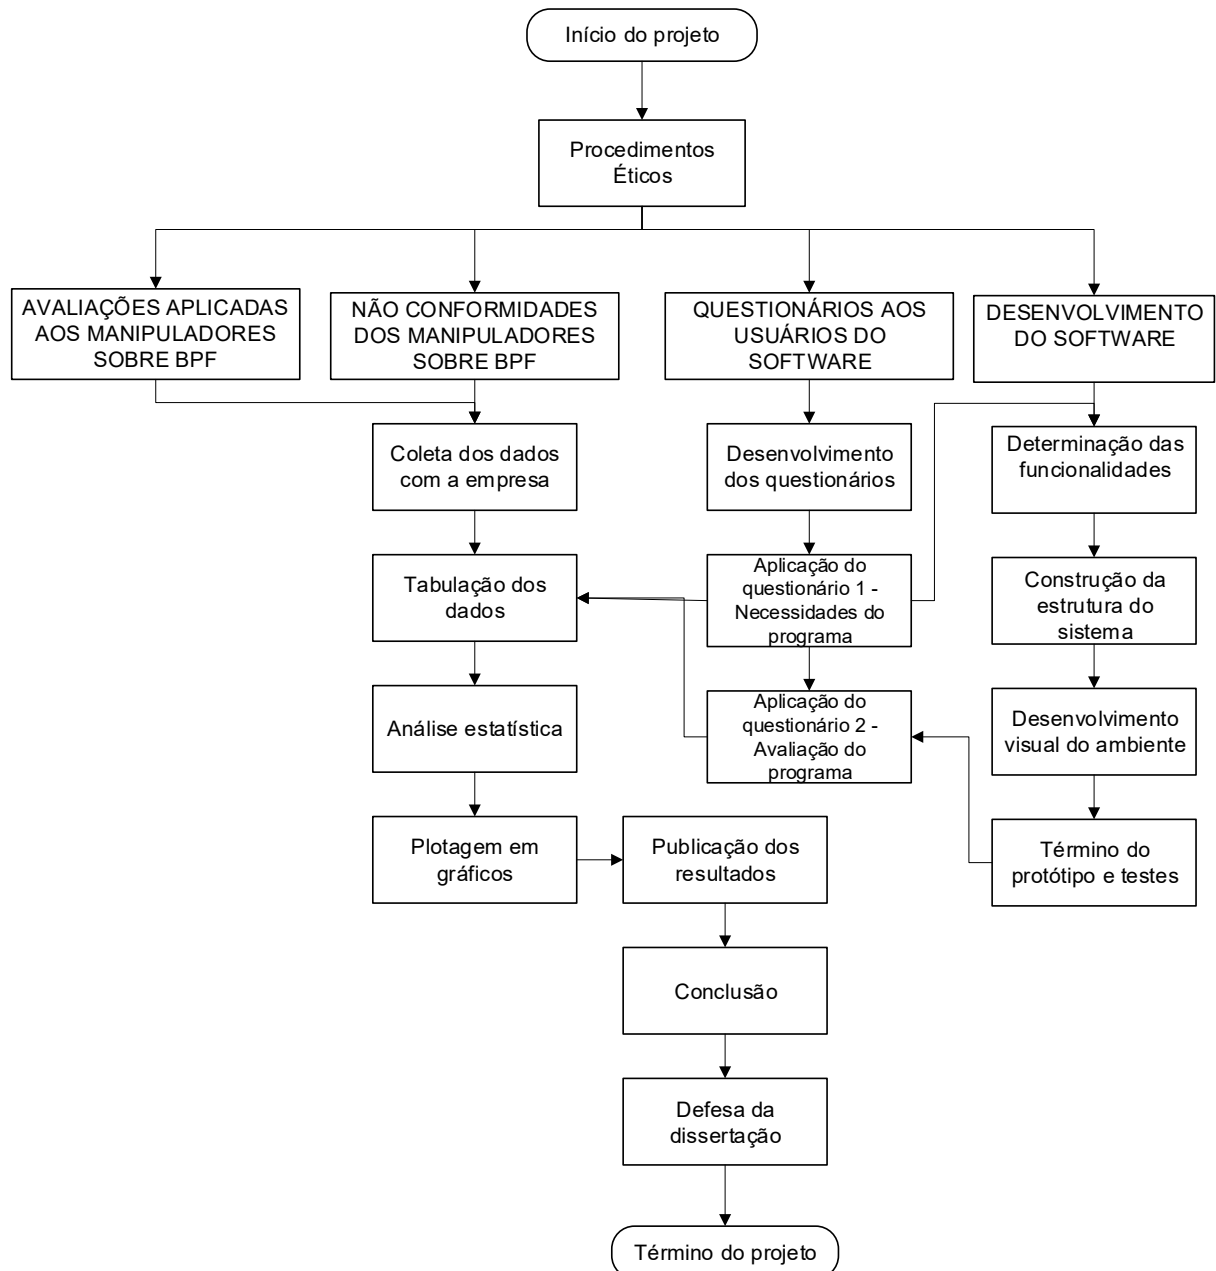 Início do projeto
Procedimentos
Éticos
AVALIAÇÕES APLICADAS
AOS MANIPULADORES
SOBRE BPF
NÃO CONFORMIDADES
DOS MANIPULADORES
SOBRE BPF
QUESTIONÁRIOS AOS
USUÁRIOS DO
SOFTWARE
DESENVOLVIMENTO
DO SOFTWARE
Coleta dos dados
com a empresa
Desenvolvimento
dos questionários
Determinação das
funcionalidades
Tabulação dos
dados
Aplicação do
questionário 1 -
Necessidades do
programa
Construção da
estrutura do
sistema
Análise estatística
Aplicação do
questionário 2 -
Avaliação do
programa
Desenvolvimento
visual do ambiente
Plotagem em
gráficos
Publicação dos
resultados
Término do
protótipo e testes
Conclusão
Defesa da
dissertação
Término do projeto